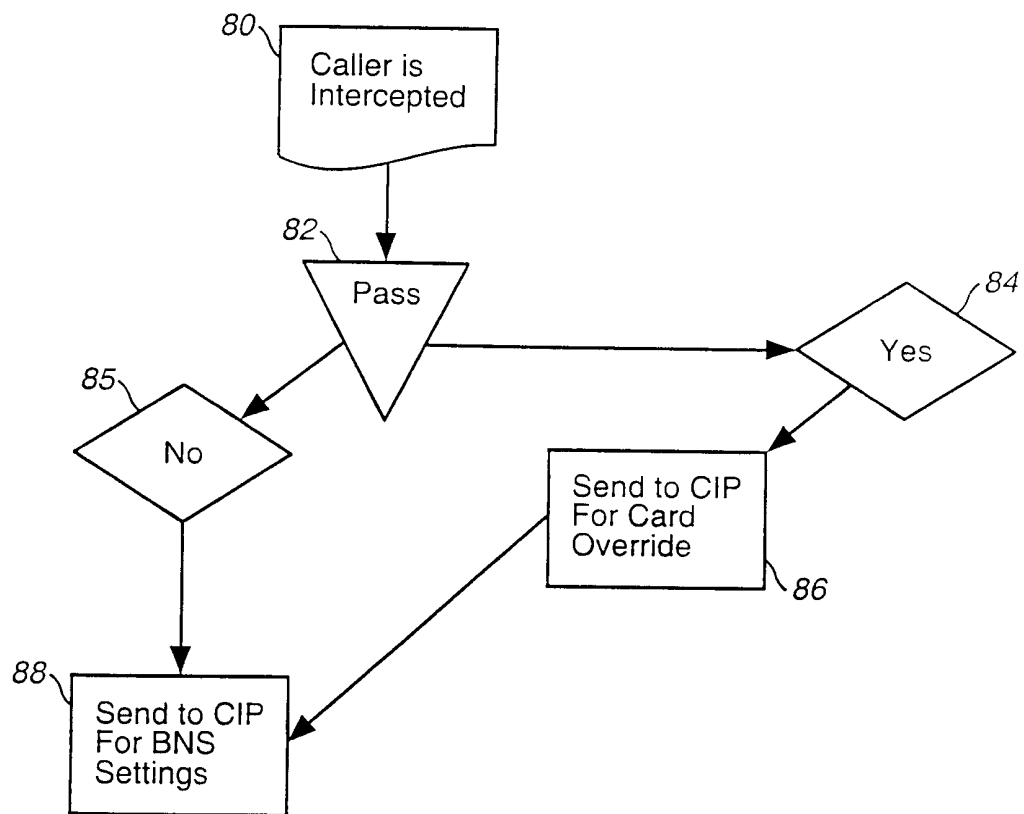 80
Caller is
Intercepted
82
Pass
84
Yes
85
No
Send to CIP
For Card
Override
86
88
Send to CIP
For BNS
Settings